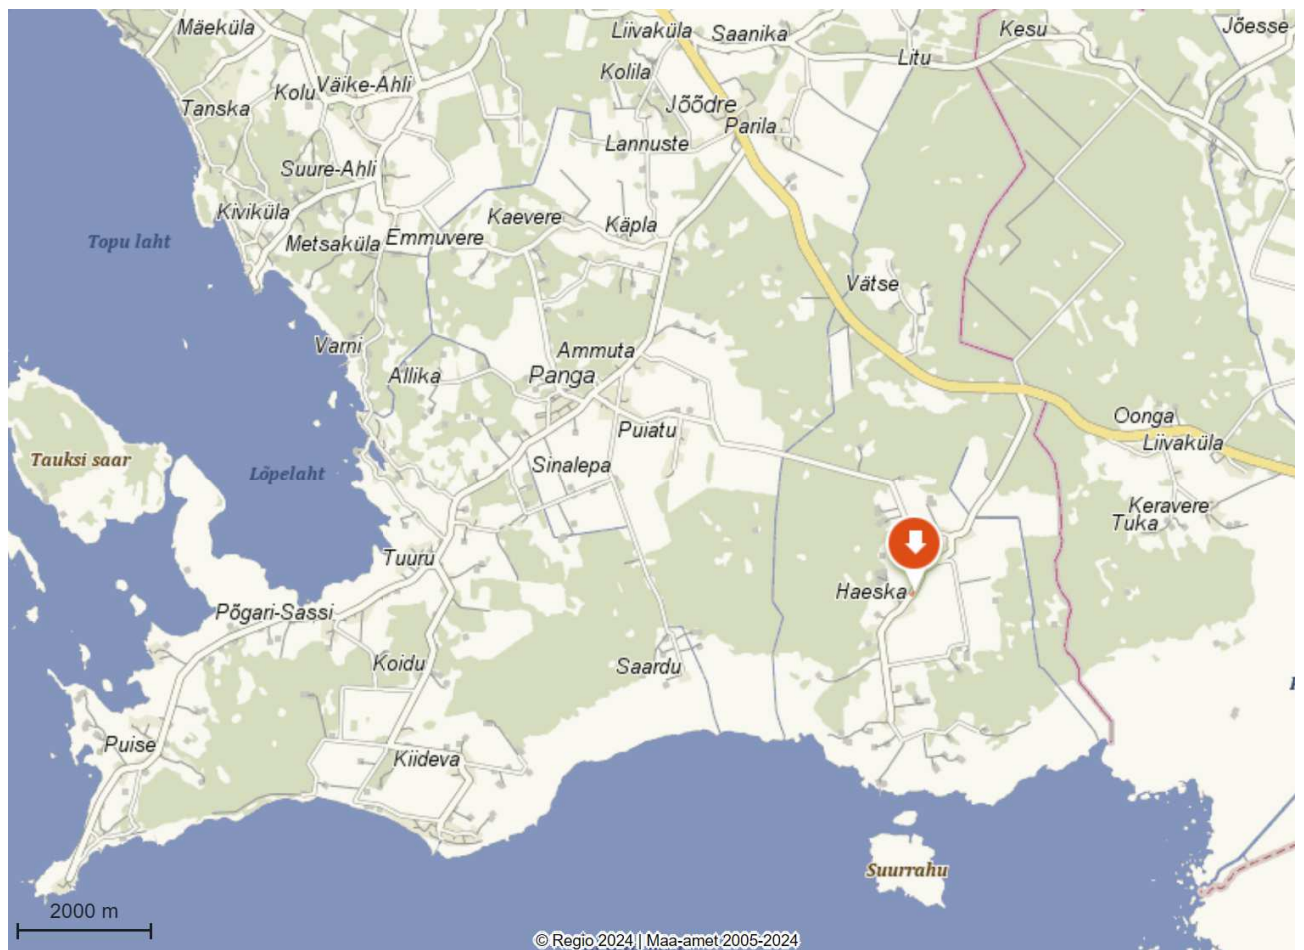 Mäeküla
Liivaküla
Saanika
Kesu
Jõesse
Litu
Kolila
Kolu
Väike-Ahli
Tanska
Jõõdre
Parila
Lannuste
Suure-Ahli
Kiviküla
Kaevere
Käpla
Topu laht
Metsaküla
Emmuvere
Vätse
Varni
Ammuta
Allika
Panga
Oonga
Puiatu
Liivaküla
Tauksi saar
Lõpelaht
Sinalepa
Keravere
Tuka
Tuuru
Haeska
Põgari-Sassi
Koidu
Saardu
Puise
Kiideva
Suurrahu
2000 m
© Regio 2024 | Maa-amet 2005-2024